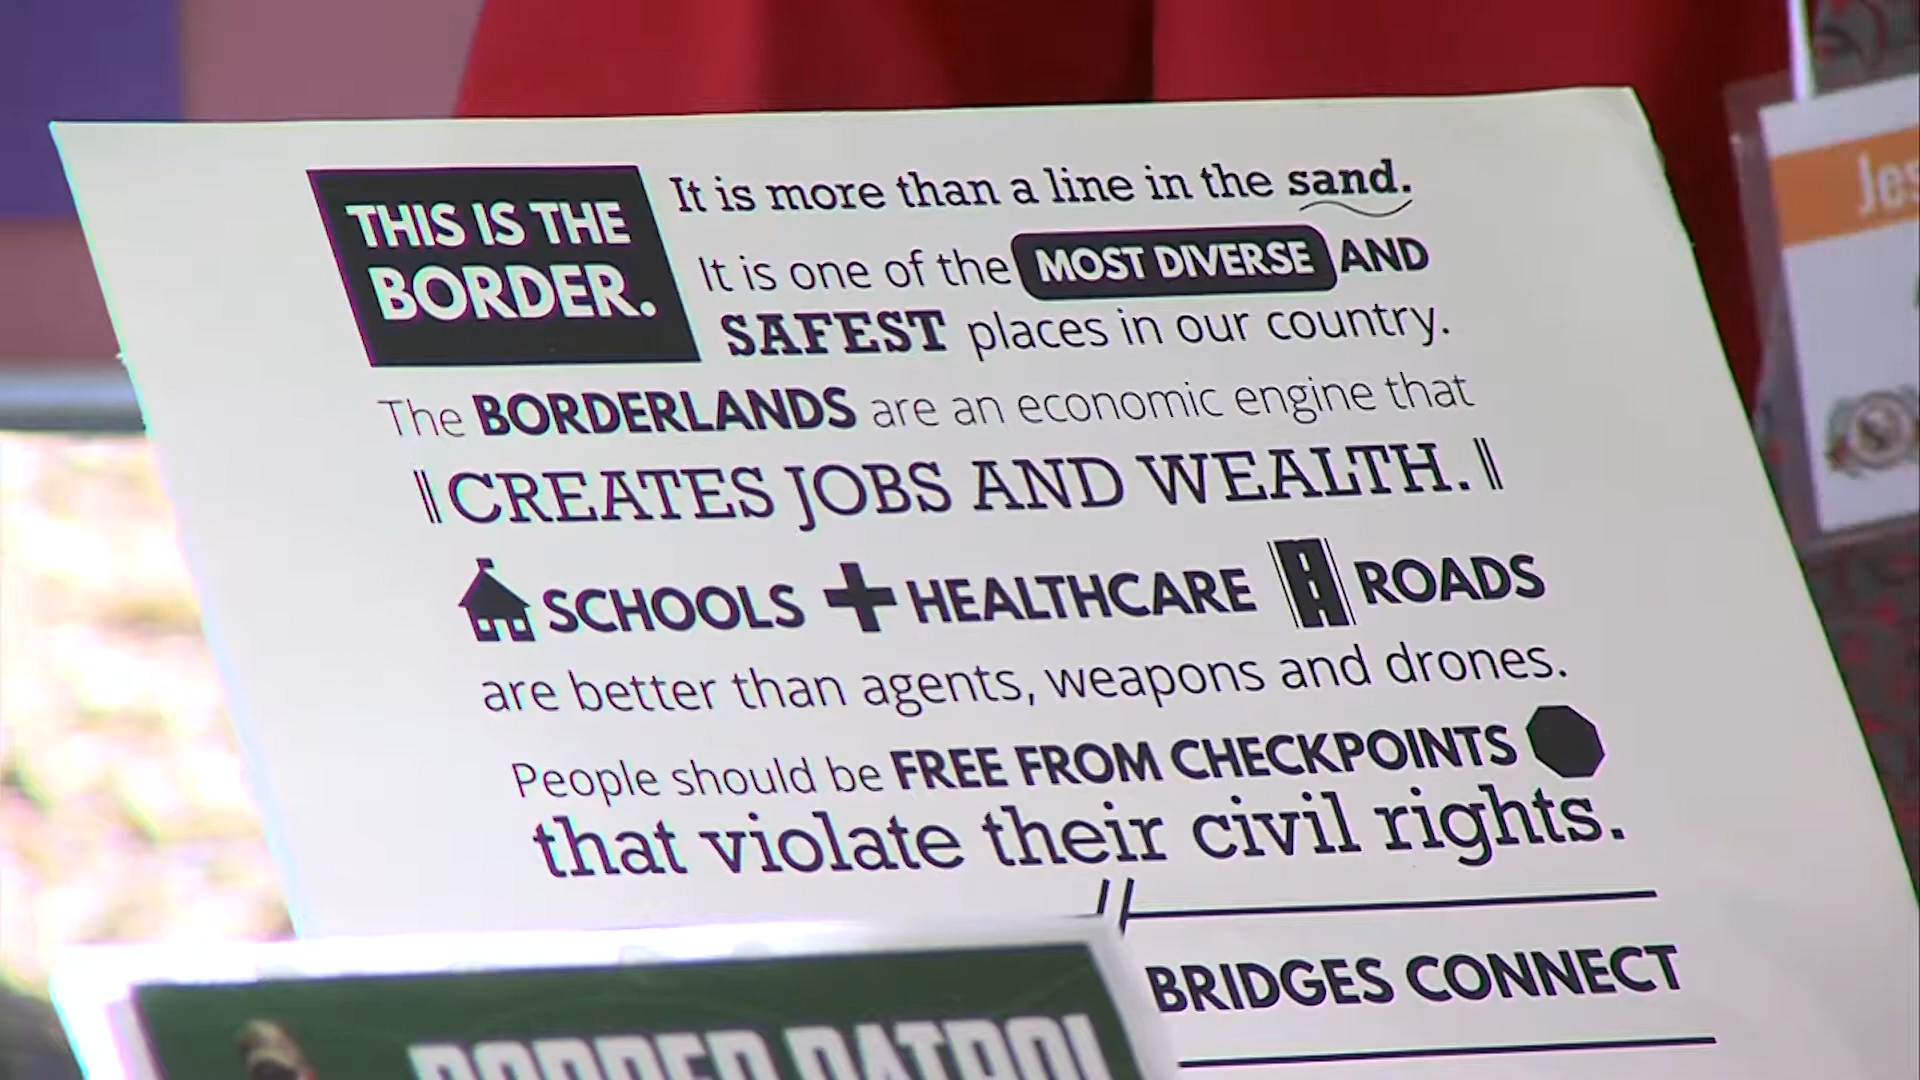 THIS IS THE
BORDER.
It is more than a line in the sand.
It is one of the MOST DIVERSE AND
SAFEST places in our country.
The BORDERLANDS are an economic engine that
CREATES JOBS AND WEALTH.
SCHOOLS HEALTHCARE ROADS
are better than agents, weapons and drones.
People should be FREE FROM CHECKPOINTS
that violate their civil rights.
BRIDGES CONNECT
BORDER PATROL